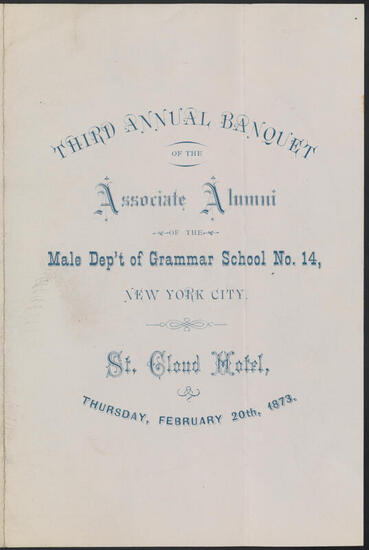 THIRD ANNUAL BANQUET
OF THE
Associate Alumni
OF THE
Male Dep't of Grammar School No. 14,
NEW YORK CITY.
St. Cloud Hotel,
THURSDAY, FEBRUARY 20th, 1873.